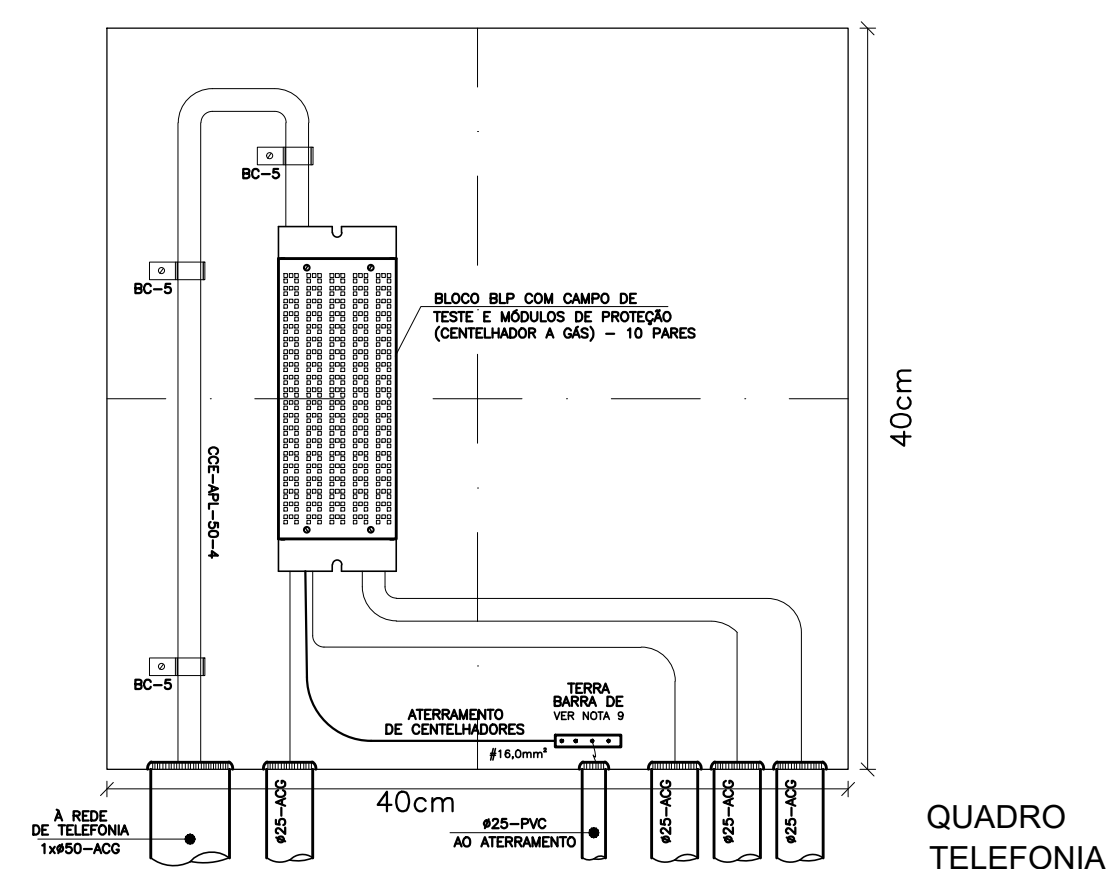 BC-5
BC-5
BLOCO BLP COM CAMPO DE
TESTE E MÓDULOS DE PROTEÇÃO
(CENTELHADOR A GÁS) - 10 PARES
40cm
CCE-APL-50-4
BC-5
TERRA
BARRA DE
VER NOTA 9
ATERRAMENTO
DE CENTELHADORES
#16,0mm²
À REDE
DE TELEFONIA
1xø50-ACG
ø25-ACG
40cm
ø25-PVC
AO ATERRAMENTO
ø25-ACG
ø25-ACG
ø25-ACG
QUADRO
TELEFONIA